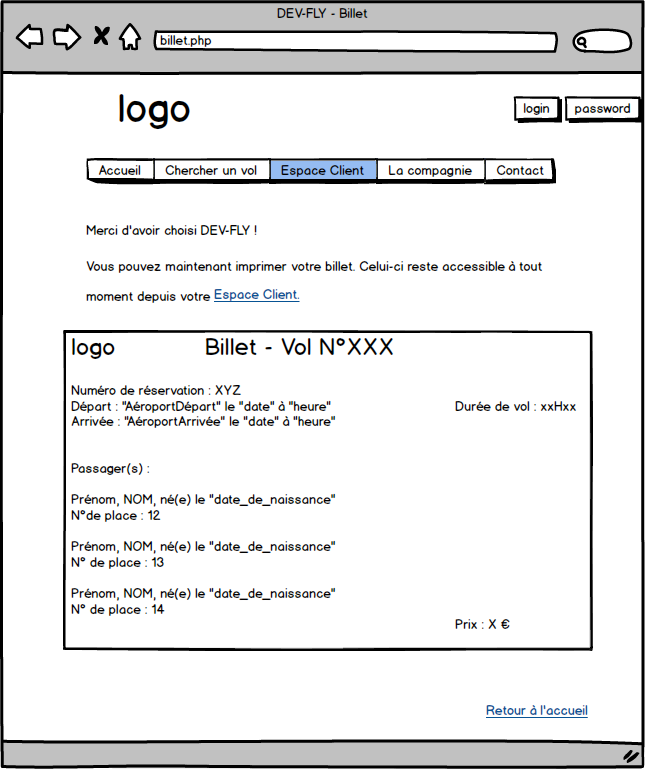 DEV-FLY - Billet
billet.php
logo
login password
Accueil Chercher un vol Espace Client La compagnie Contact
Merci d'avoir choisi DEV-FLY !
Vous pouvez maintenant imprimer votre billet. Celui-ci reste accessible à tout
moment depuis votre Espace Client.
logo Billet - Vol N°XXX
Numéro de réservation : XYZ
Départ : "AéroportDépart" le "date" à "heure" Durée de vol : xxHxx
Arrivée : "AéroportArrivée" le "date" à "heure"
Passager(s) :
Prénom, NOM, né(e) le "date_de_naissance"
N°de place : 12
Prénom, NOM, né(e) le "date_de_naissance"
N° de place : 13
Prénom, NOM, né(e) le "date_de_naissance"
N° de place : 14
Prix : X €
Retour à l'accueil